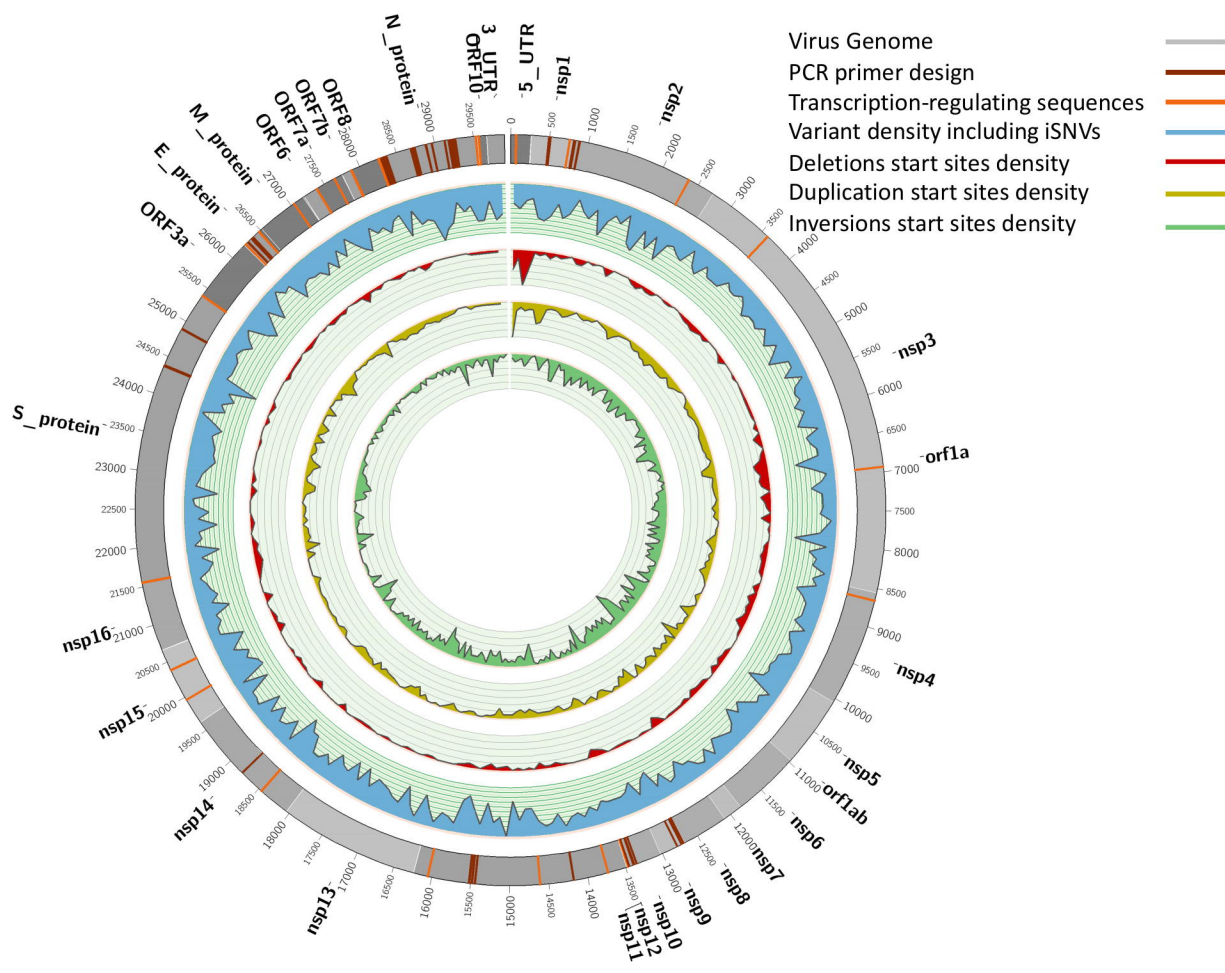 Virus Genome
PCR primer design
Transcription-regulating sequences
Variant density including iSNVs
Deletions start sites density
Duplication start sites density
Inversions start sites density
5_UTR
nsp1
nsp2
nsp3
orf1a
nsp4
nsp5
orf1ab
nsp6
nsp7
nsp8
nsp9
nsp10
nsp12
nsp11
nsp13
nsp14
nsp15
nsp16
S_protein
ORF3a
E_protein
M_protein
ORF6
ORF7a
ORF7b
ORF8
N_protein
ORF10
3_UTR
0
500
1000
1500
2000
2500
3000
3500
4000
4500
5000
5500
6000
6500
7000
7500
8000
8500
9000
9500
10000
10500
11000
11500
12000
12500
13000
13500
14000
14500
15000
15500
16000
16500
17000
17500
18000
18500
19000
19500
20000
20500
21000
21500
22000
22500
23000
23500
24000
24500
25000
25500
26000
26500
27000
27500
28000
28500
29000
29500